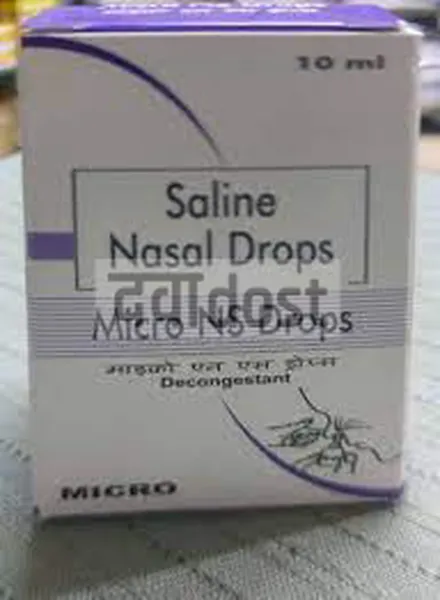 10 ml
Saline
Nasal Drops
दवाdost
Micro NS Drops
माइक्रो एन एस ड्रॉप्स
Decongestant
MICRO